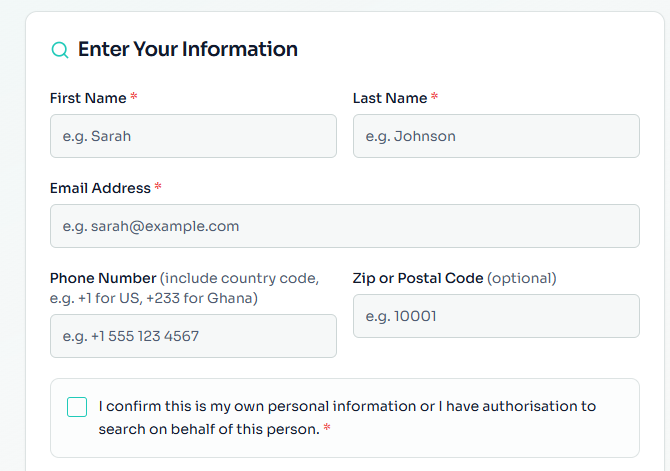 Enter Your Information
First Name *
Last Name *
e.g. Sarah
e.g. Johnson
Email Address *
e.g. sarah@example.com
Phone Number (include country code,
e.g. +1 for US, +233 for Ghana)
Zip or Postal Code (optional)
e.g. +1 555 123 4567
e.g. 10001
I confirm this is my own personal information or I have authorisation to
search on behalf of this person. *